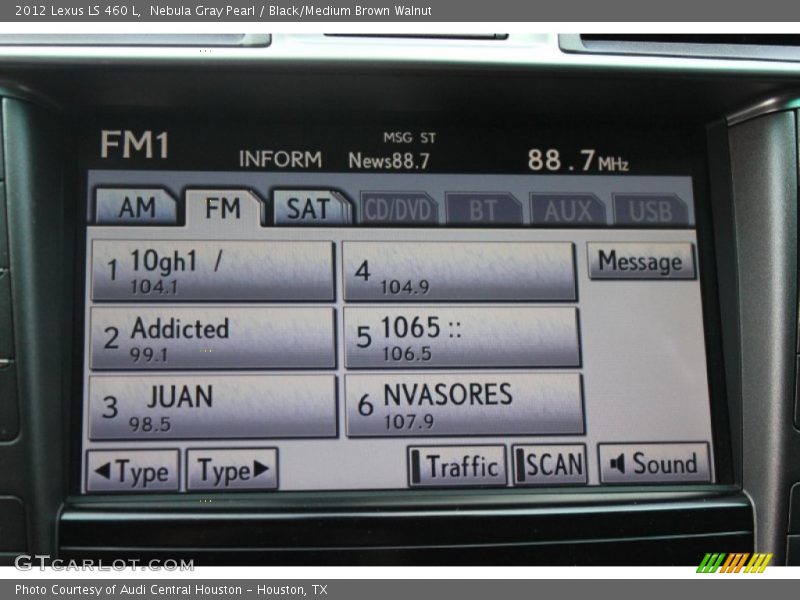 2012 Lexus LS 460 L, Nebula Gray Pearl / Black/Medium Brown Walnut
FM1
MSG ST
INFORM News88.7 88.7 MHz
AM FM SAT CD/DVD BT AUX USB
1 10gh1 /
104.1
4
104.9
Message
2 Addicted
99.1
5 1065 ::
106.5
3 JUAN
98.5
6 NVASORES
107.9
◀Type Type▶ Traffic SCAN Sound
GTCARLOT.COM
Photo Courtesy of Audi Central Houston - Houston, TX